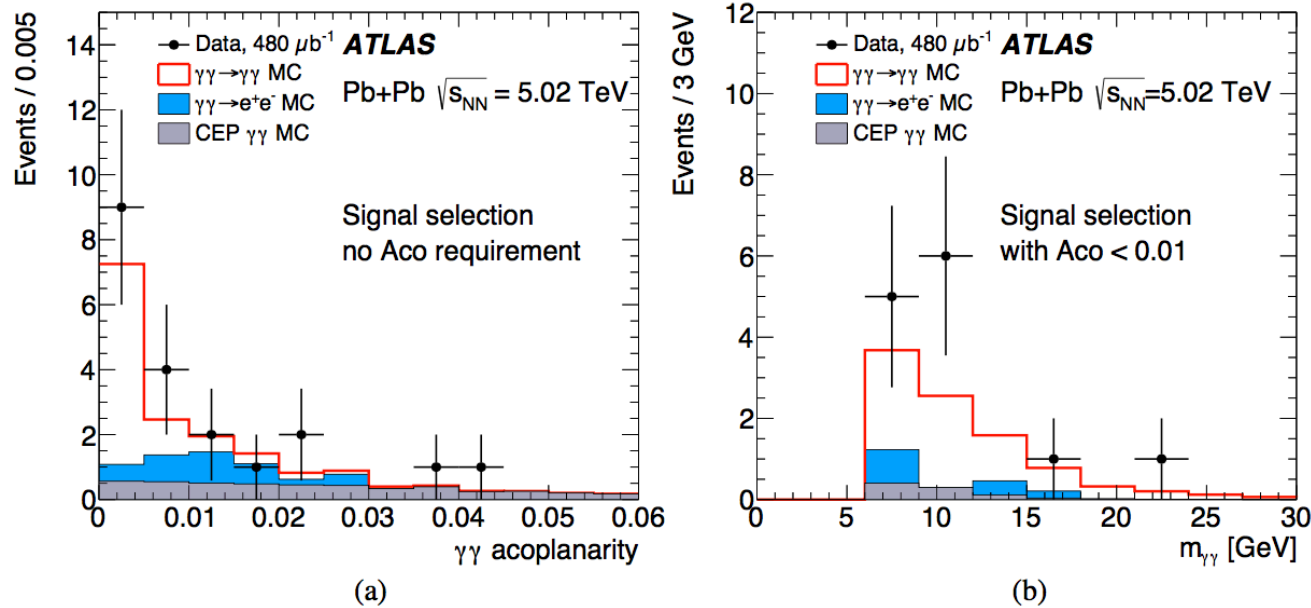 Events / 0.005
14
12
10
8
6
4
2
0
Data, 480 μb⁻¹ ATLAS
γγ→γγ MC
γγ→e⁺e⁻ MC
CEP γγ MC
Pb+Pb √sNN = 5.02 TeV
Signal selection
no Aco requirement
0 0.01 0.02 0.03 0.04 0.05 0.06
γγ acoplanarity
(a)
Events / 3 GeV
12
10
8
6
4
2
0
Data, 480 μb⁻¹ ATLAS
γγ→γγ MC
γγ→e⁺e⁻ MC
CEP γγ MC
Pb+Pb √sNN=5.02 TeV
Signal selection
with Aco < 0.01
0 5 10 15 20 25 30
mγγ [GeV]
(b)